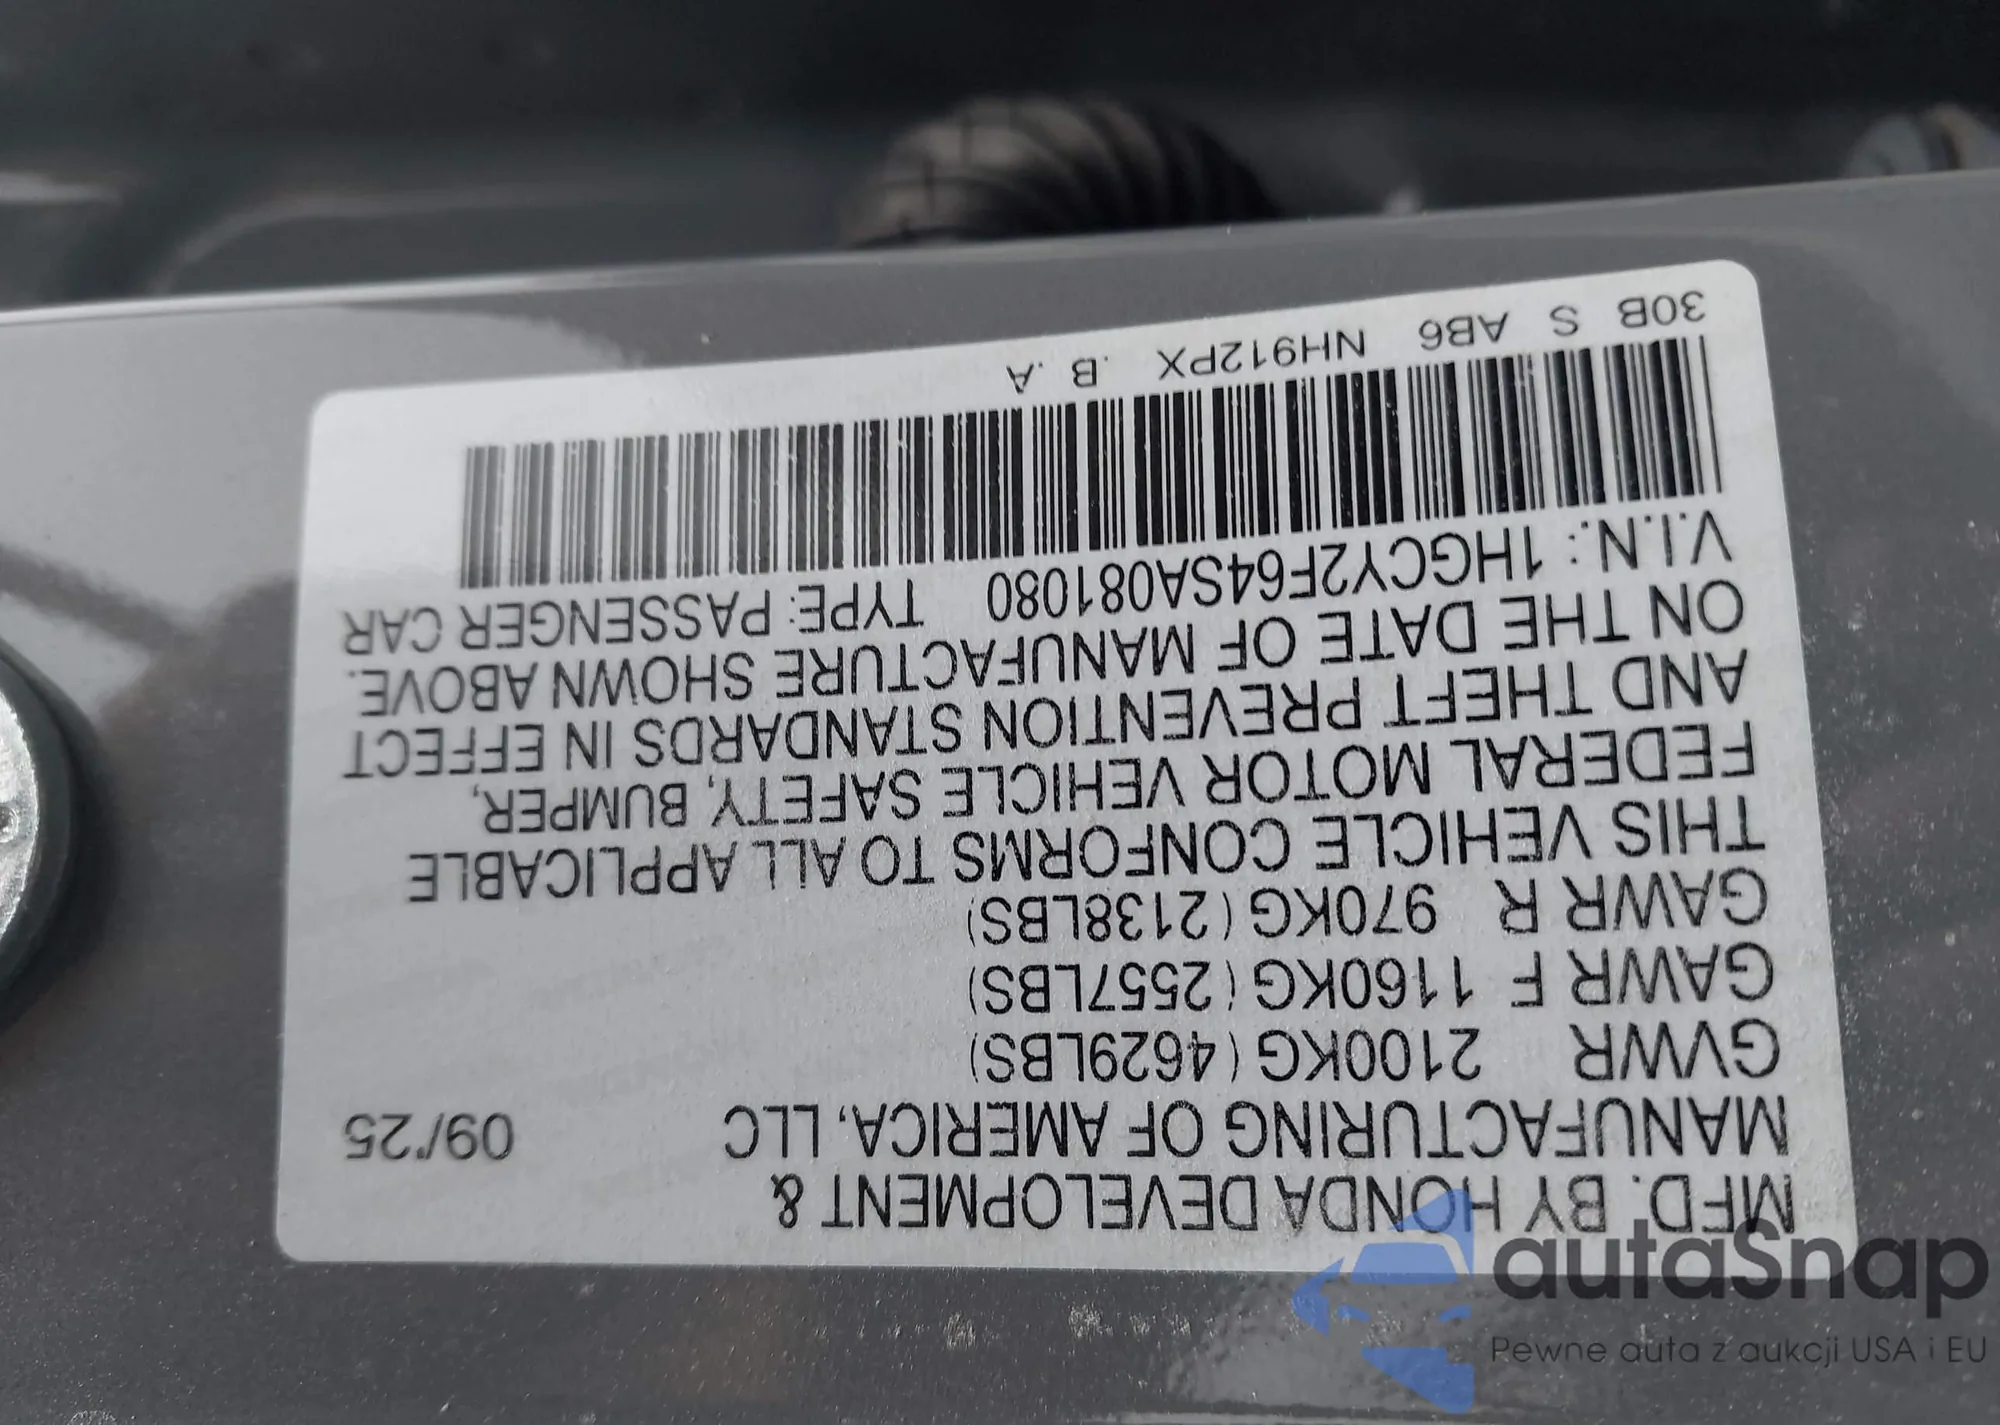 MFD. BY HONDA DEVELOPMENT &
MANUFACTURING OF AMERICA, LLC 09/25
GVWR 2100KG (4629LBS)
GAWR F 1160KG (2557LBS)
GAWR R 970KG (2138LBS)
THIS VEHICLE CONFORMS TO ALL APPLICABLE
FEDERAL MOTOR VEHICLE SAFETY, BUMPER,
AND THEFT PREVENTION STANDARDS IN EFFECT
ON THE DATE OF MANUFACTURE SHOWN ABOVE.
V.I.N.: 1HGCY2F64SA081080 TYPE: PASSENGER CAR
30B S AB6 NH912PX .B .A
autaSnap
Pewne auta z aukcji USA i EU